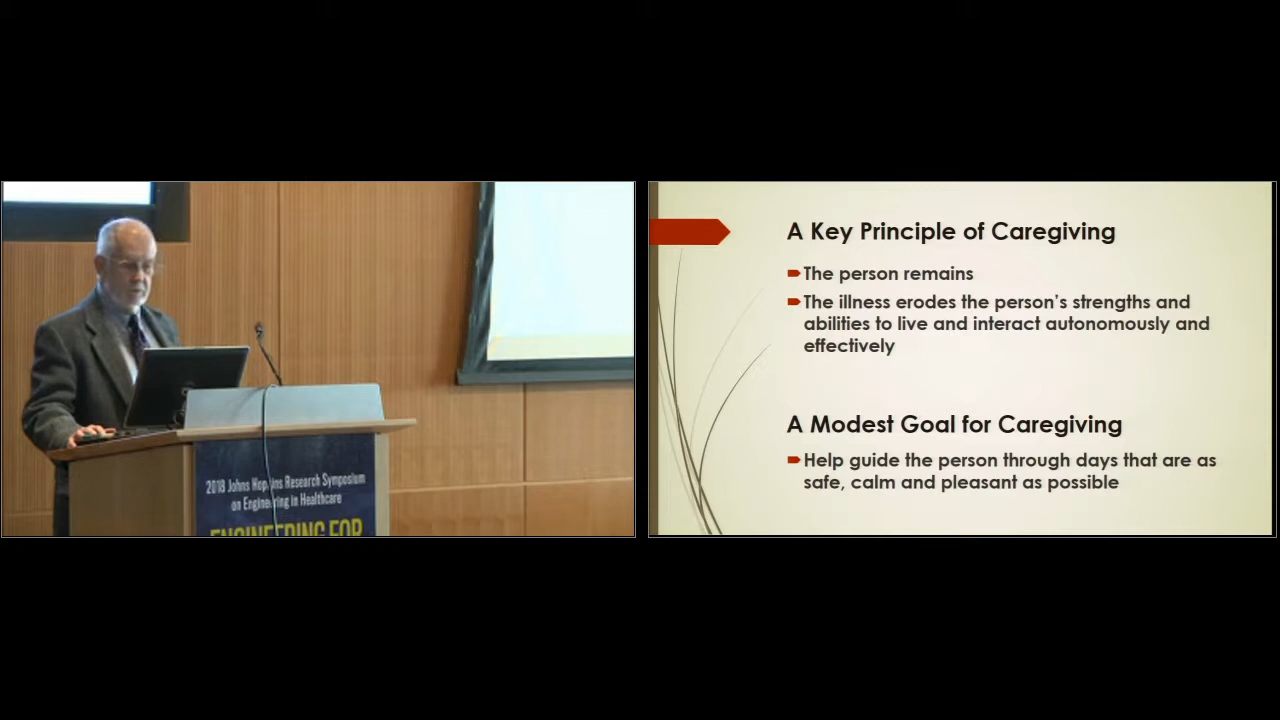 2018 Johns Hopkins Research Symposium
on Engineering in Healthcare
ENGINEERING FOR
A Key Principle of Caregiving
The person remains
The illness erodes the person’s strengths and
abilities to live and interact autonomously and
effectively
A Modest Goal for Caregiving
Help guide the person through days that are as
safe, calm and pleasant as possible